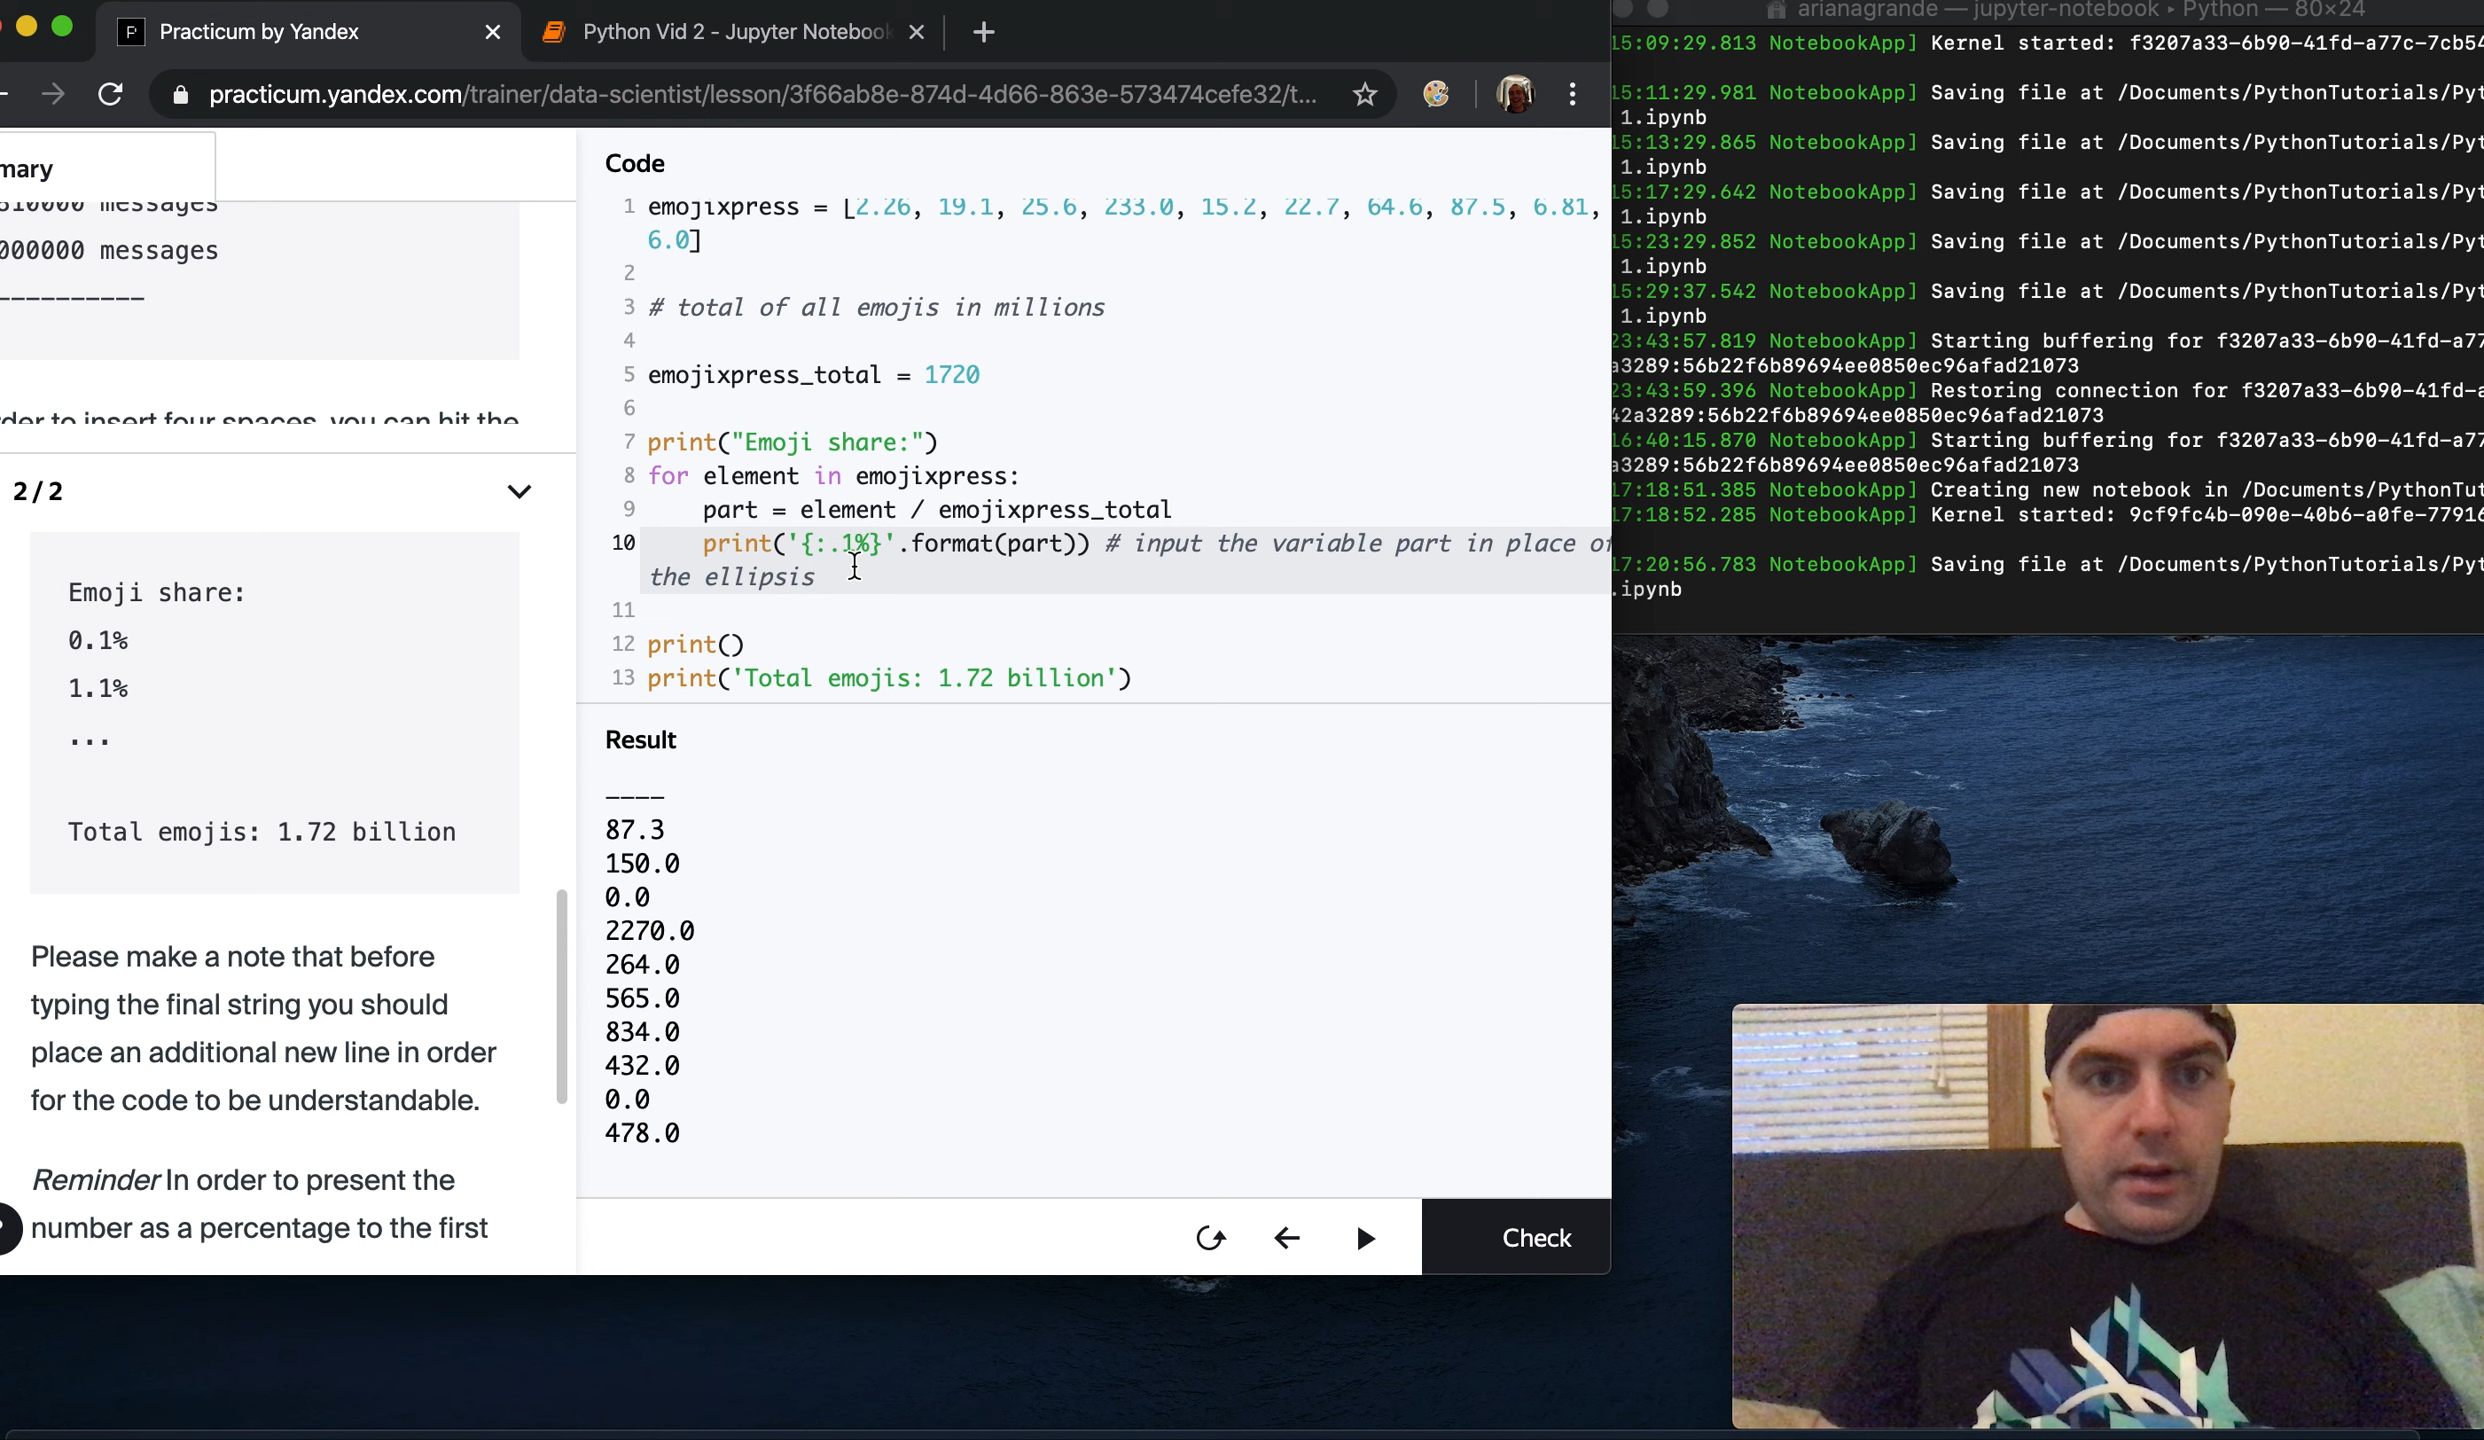 Practicum by Yandex
Python Vid 2 - Jupyter Notebook
practicum.yandex.com/trainer/data-scientist/lesson/3f66ab8e-874d-4d66-863e-573474cefe32/t...
mary
messages
000000 messages
-----------
der to insert four spaces, you can hit the
2/2
Emoji share:
0.1%
1.1%
...
Total emojis: 1.72 billion
Please make a note that before
typing the final string you should
place an additional new line in order
for the code to be understandable.
Reminder In order to present the
number as a percentage to the first
Code
1 emojixpress = [2.26, 19.1, 25.6, 233.0, 15.2, 22.7, 64.6, 87.5, 6.81,
6.0]
2
3 # total of all emojis in millions
4
5 emojixpress_total = 1720
6
7 print("Emoji share:")
8 for element in emojixpress:
9 part = element / emojixpress_total
10 print('{:.1%}'.format(part)) # input the variable part in place of
the ellipsis
11
12 print()
13 print('Total emojis: 1.72 billion')
Result
____
87.3
150.0
0.0
2270.0
264.0
565.0
834.0
432.0
0.0
478.0
Check
arianagrande — jupyter-notebook ▸ Python — 80×24
15:09:29.813 NotebookApp] Kernel started: f3207a33-6b90-41fd-a77c-7cb54
15:11:29.981 NotebookApp] Saving file at /Documents/PythonTutorials/Pyt
1.ipynb
15:13:29.865 NotebookApp] Saving file at /Documents/PythonTutorials/Pyt
1.ipynb
15:17:29.642 NotebookApp] Saving file at /Documents/PythonTutorials/Pyt
1.ipynb
15:23:29.852 NotebookApp] Saving file at /Documents/PythonTutorials/Pyt
1.ipynb
15:29:37.542 NotebookApp] Saving file at /Documents/PythonTutorials/Pyt
1.ipynb
23:43:57.819 NotebookApp] Starting buffering for f3207a33-6b90-41fd-a77
a3289:56b22f6b89694ee0850ec96afad21073
23:43:59.396 NotebookApp] Restoring connection for f3207a33-6b90-41fd-a
42a3289:56b22f6b89694ee0850ec96afad21073
16:40:15.870 NotebookApp] Starting buffering for f3207a33-6b90-41fd-a77
a3289:56b22f6b89694ee0850ec96afad21073
17:18:51.385 NotebookApp] Creating new notebook in /Documents/PythonTut
17:18:52.285 NotebookApp] Kernel started: 9cf9fc4b-090e-40b6-a0fe-77916
17:20:56.783 NotebookApp] Saving file at /Documents/PythonTutorials/Pyt
.ipynb